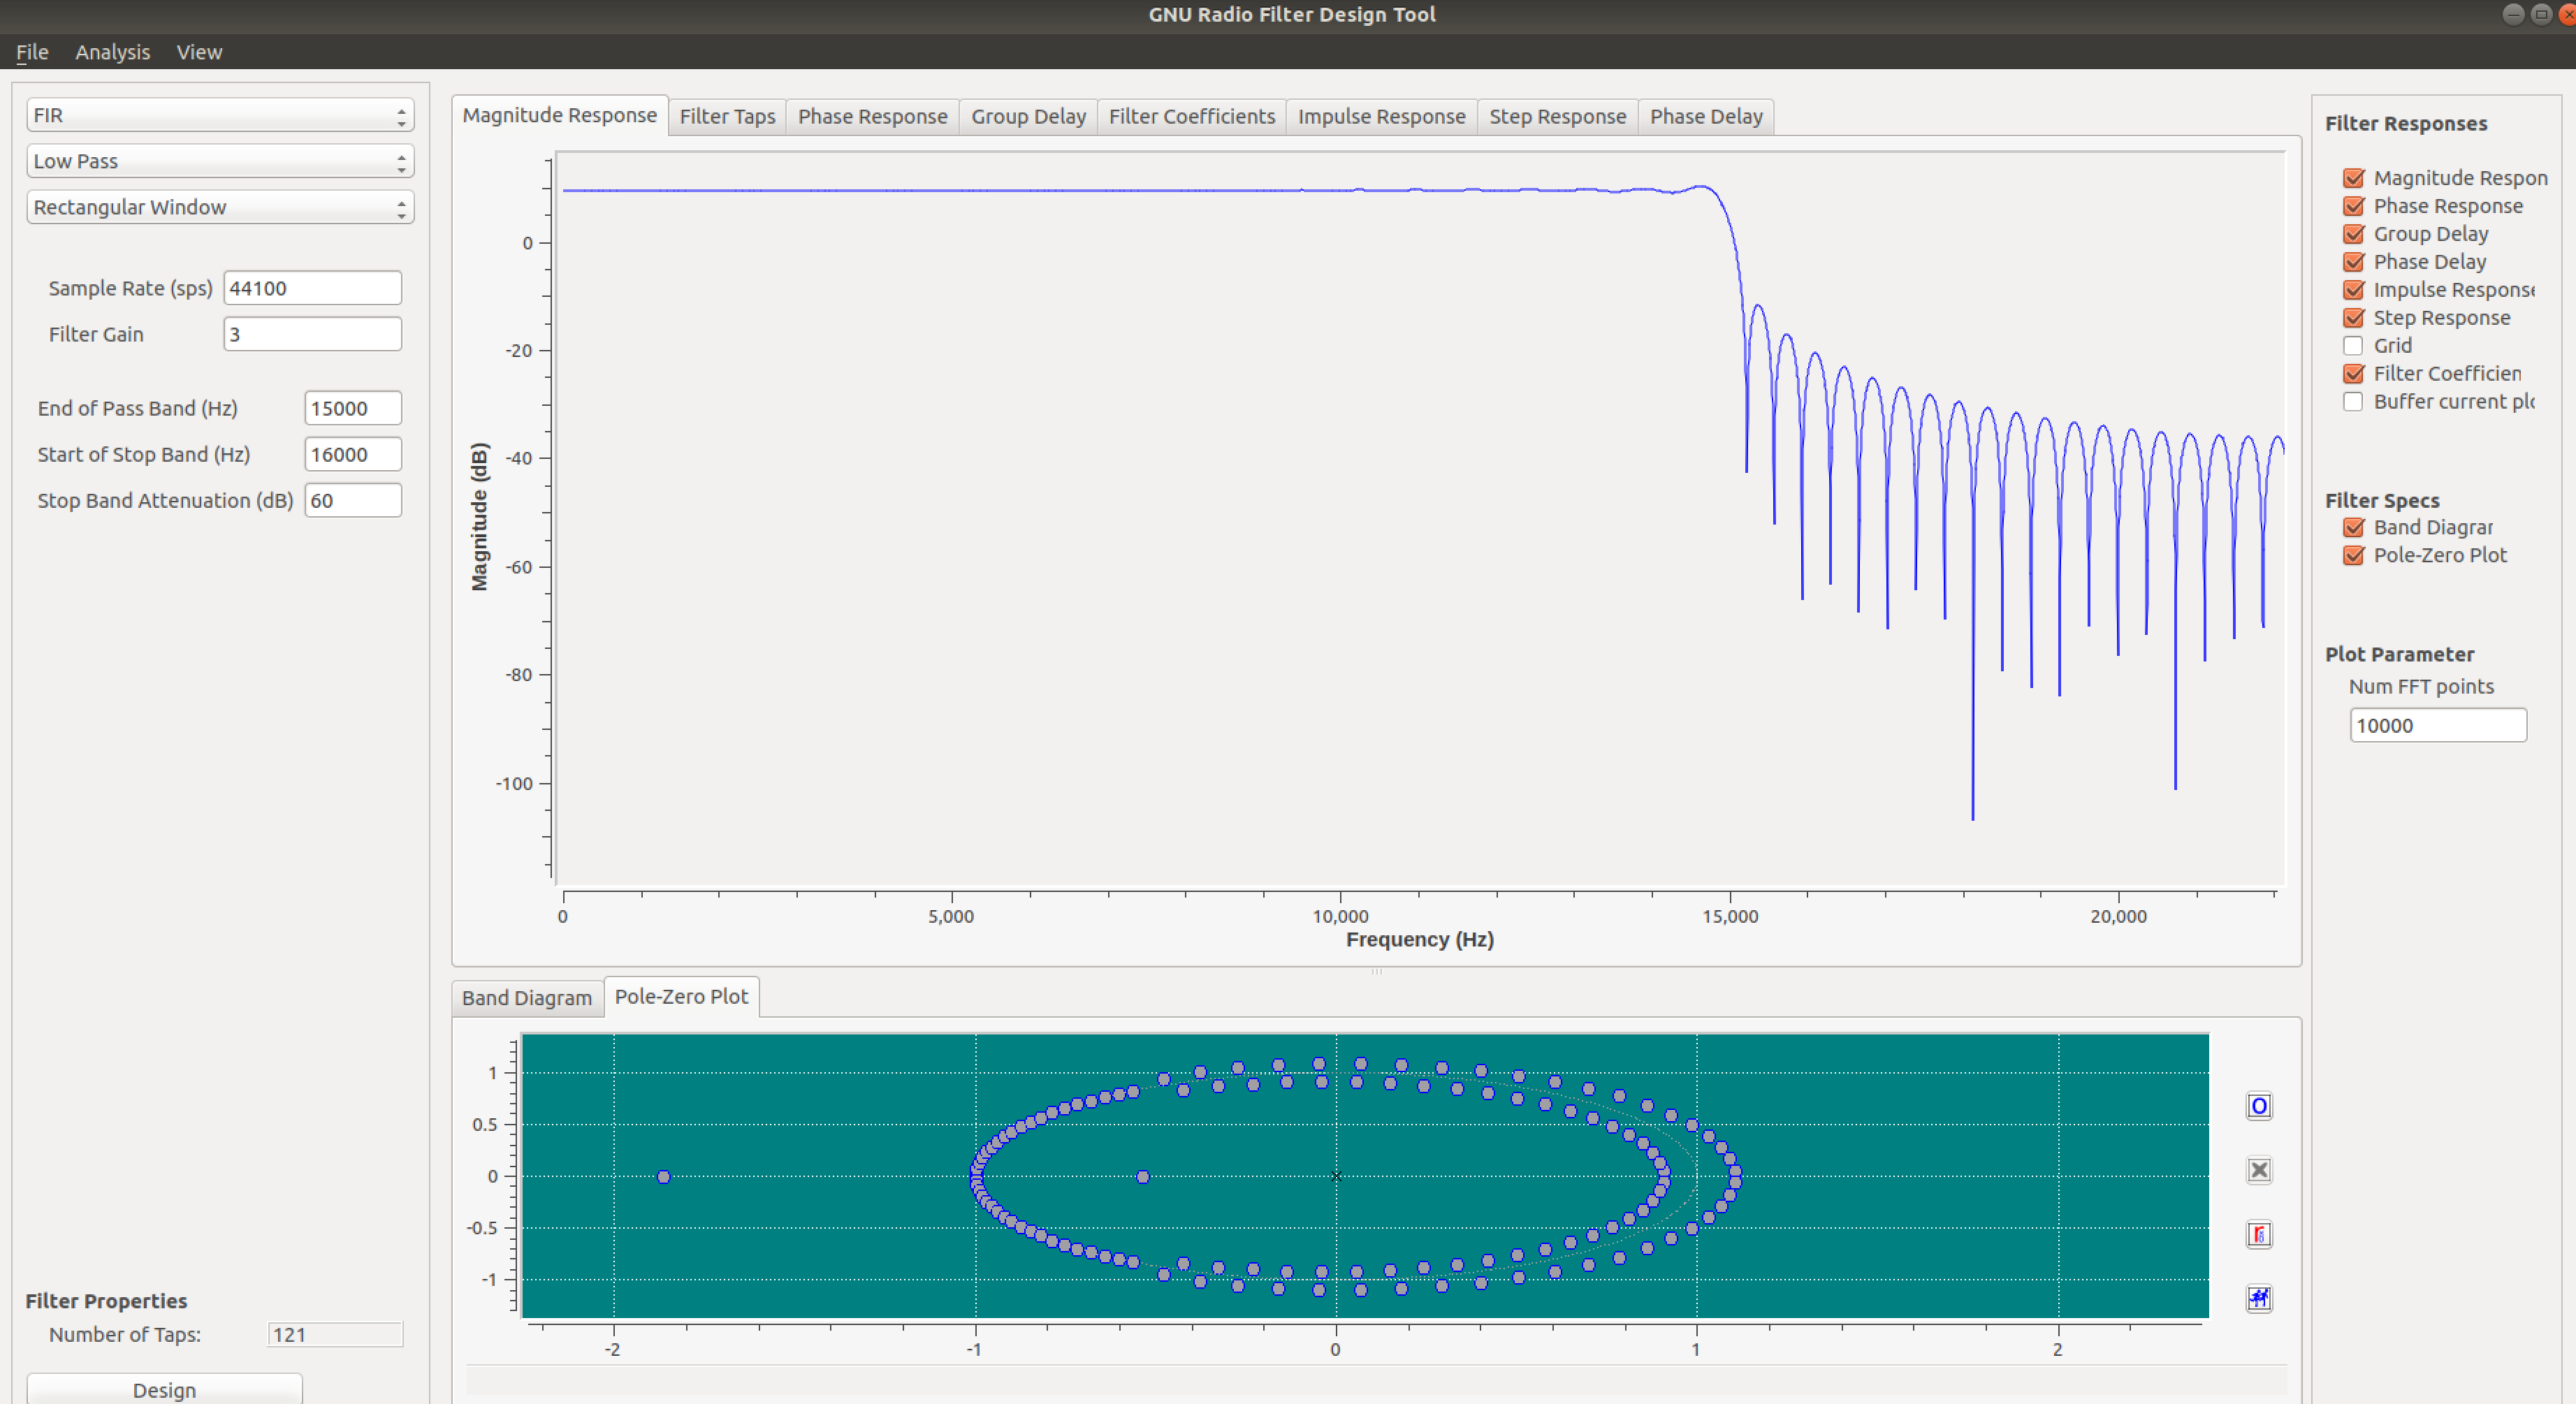 GNU Radio Filter Design Tool
File Analysis View
FIR
Low Pass
Rectangular Window
Sample Rate (sps) 44100
Filter Gain 3
End of Pass Band (Hz) 15000
Start of Stop Band (Hz) 16000
Stop Band Attenuation (dB) 60
Filter Properties
Number of Taps: 121
Design
Magnitude Response Filter Taps Phase Response Group Delay Filter Coefficients Impulse Response Step Response Phase Delay
0
-20
-40
-60
-80
-100
Magnitude (dB)
0 5,000 10,000 15,000 20,000
Frequency (Hz)
Band Diagram Pole-Zero Plot
1
0.5
0
-0.5
-1
-2 -1 0 1 2
Filter Responses
Magnitude Respon
Phase Response
Group Delay
Phase Delay
Impulse Response
Step Response
Grid
Filter Coefficien
Buffer current plo
Filter Specs
Band Diagrar
Pole-Zero Plot
Plot Parameter
Num FFT points
10000